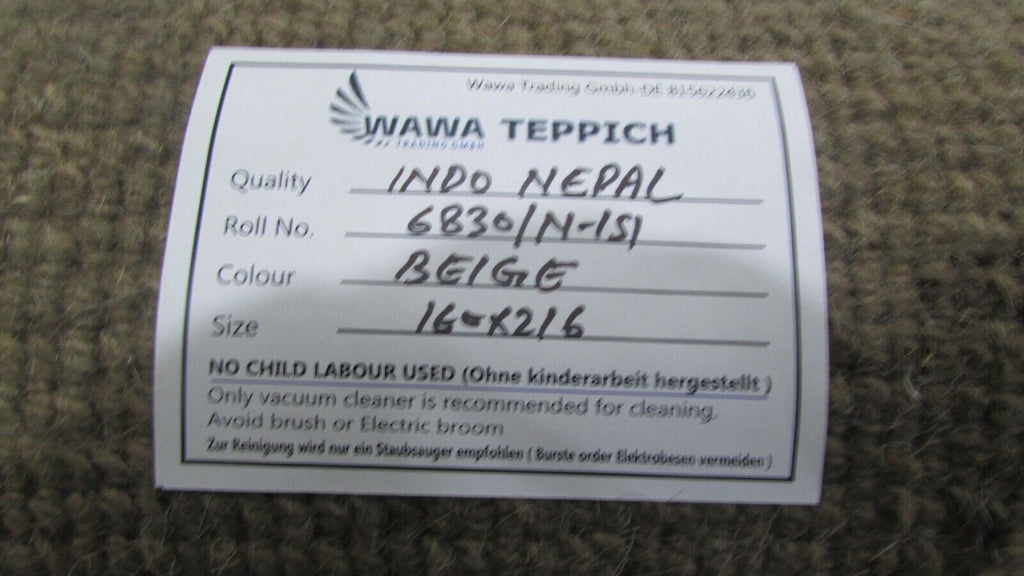 Wawa Trading Gmbh DE 815622436
WAWA TEPPICH
TRADING GMBH
Quality INDO NEPAL
Roll No. 6830/N-151
Colour BEIGE
Size 160X216
NO CHILD LABOUR USED (Ohne kinderarbeit hergestellt )
Only vacuum cleaner is recommended for cleaning.
Avoid brush or Electric broom
Zur Reinigung wird nur ein Staubsauger empfohlen ( Burste order Elektrobesen vermeiden )